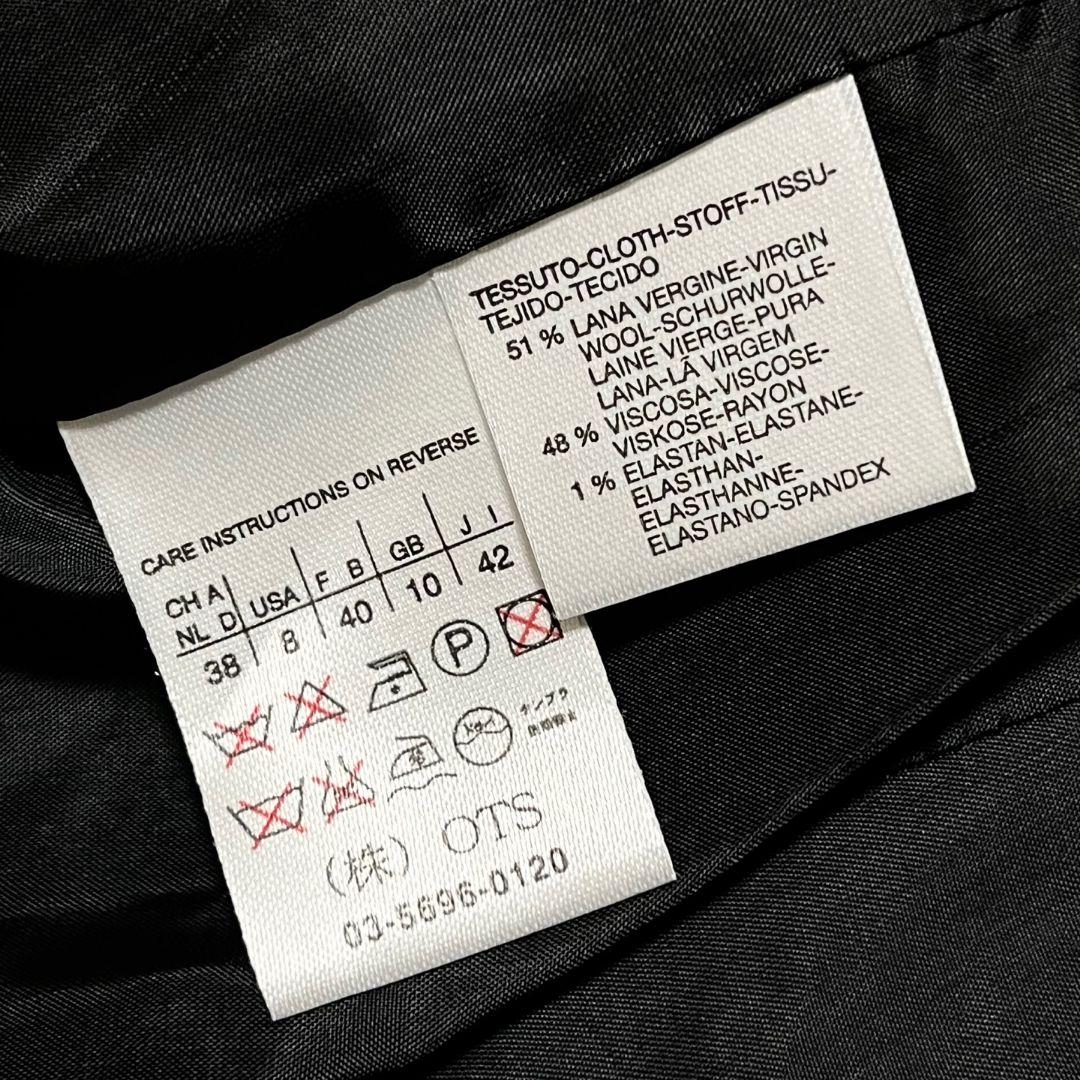 TESSUTO-CLOTH-STOFF-TISSU-
TEJIDO-TECIDO
51 % LANA VERGINE-VIRGIN
WOOL-SCHURWOLLE-
LAINE VIERGE-PURA
LANA-LÃ VIRGEM
48 % VISCOSA-VISCOSE-
VISKOSE-RAYON
1 % ELASTAN-ELASTANE-
ELASTHAN-
ELASTHANNE-
ELASTANO-SPANDEX
CARE INSTRUCTIONS ON REVERSE
CH A NL D USA F B GB J I
38 8 40 10 42
P
(株) OTS
03-5696-0120